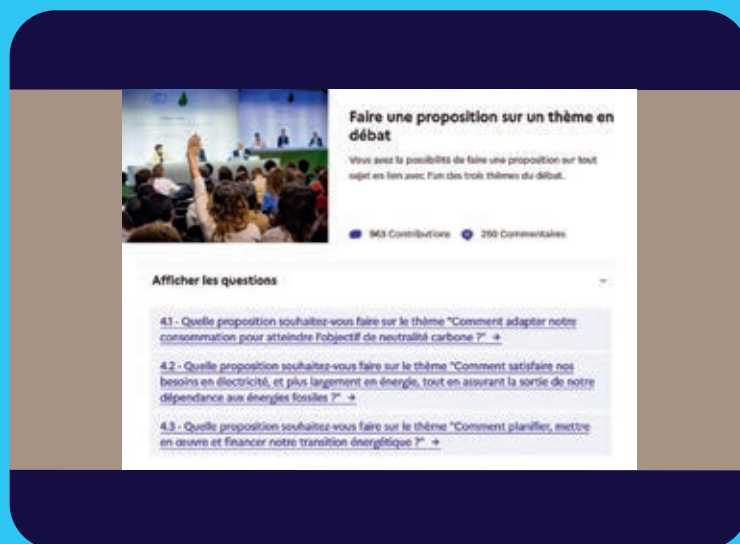 Faire une proposition sur un thème en
débat
Vous avez la possibilité de faire une proposition sur tout
sujet en lien avec l'un des trois thèmes du débat.
963 Contributions 250 Commentaires
Afficher les questions
4.1 - Quelle proposition souhaitez-vous faire sur le thème "Comment adapter notre
consommation pour atteindre l'objectif de neutralité carbone ?" →
4.2 - Quelle proposition souhaitez-vous faire sur le thème "Comment satisfaire nos
besoins en électricité, et plus largement en énergie, tout en assurant la sortie de notre
dépendance aux énergies fossiles ?" →
4.3 - Quelle proposition souhaitez-vous faire sur le thème "Comment planifier, mettre
en œuvre et financer notre transition énergétique ?" →